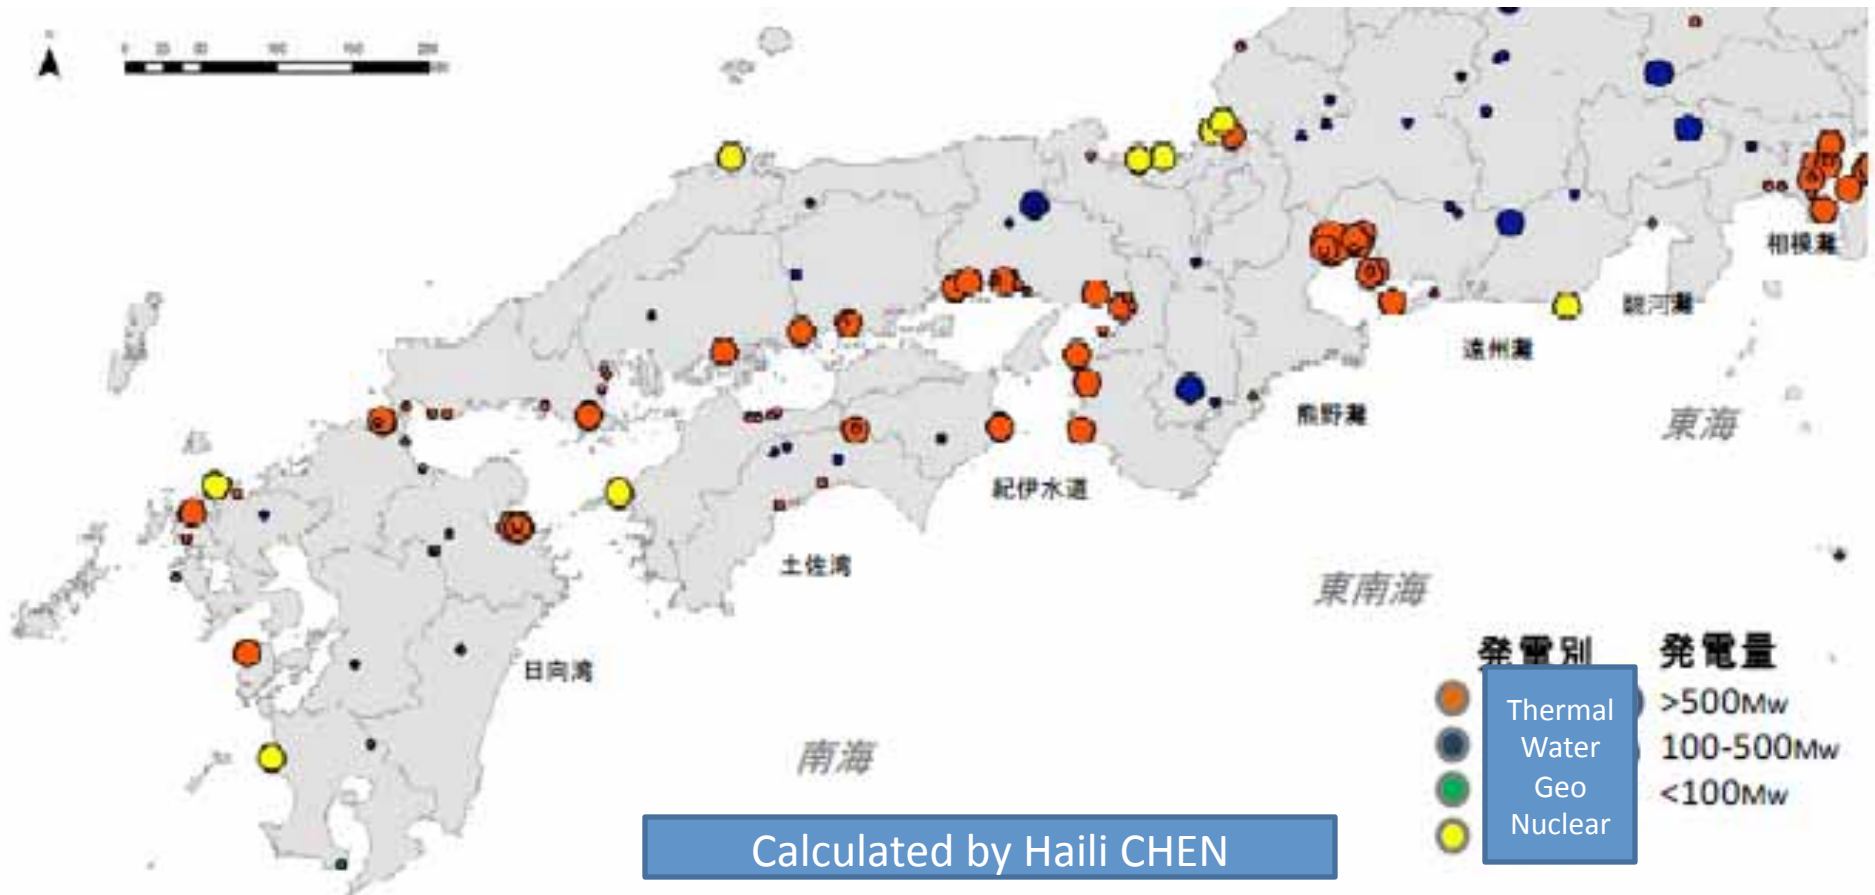 相模灘
駿河灘
遠州灘
東海
熊野灘
紀伊水道
土佐湾
東南海
日向湾
南海
発電別 発電量
Thermal >500Mw
Water 100-500Mw
Geo <100Mw
Nuclear
Calculated by Haili CHEN